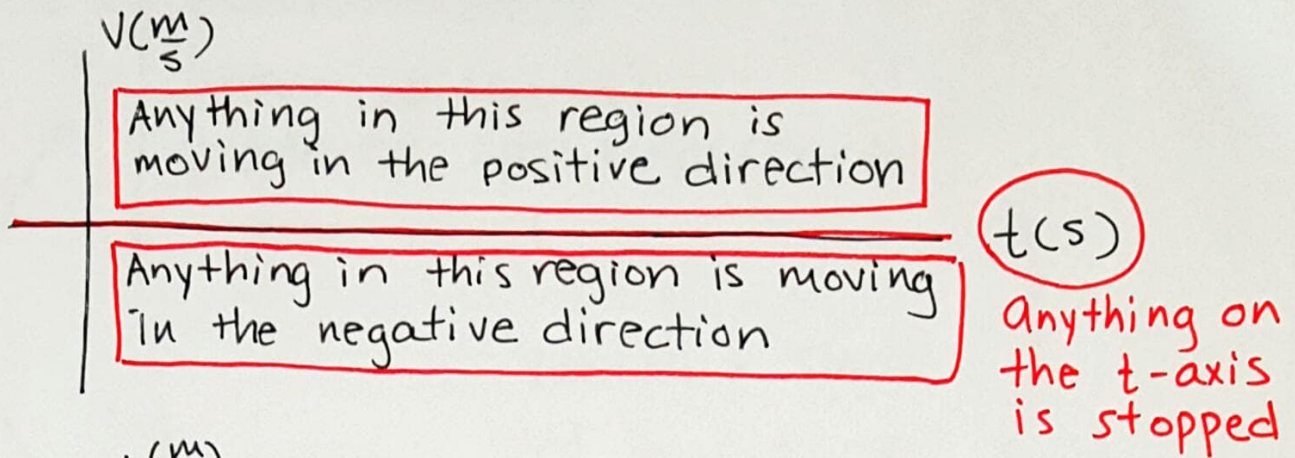 V(m/s)
Anything in this region is
moving in the positive direction
t(s)
Anything in this region is moving
in the negative direction
anything on
the t-axis
is stopped
(m)